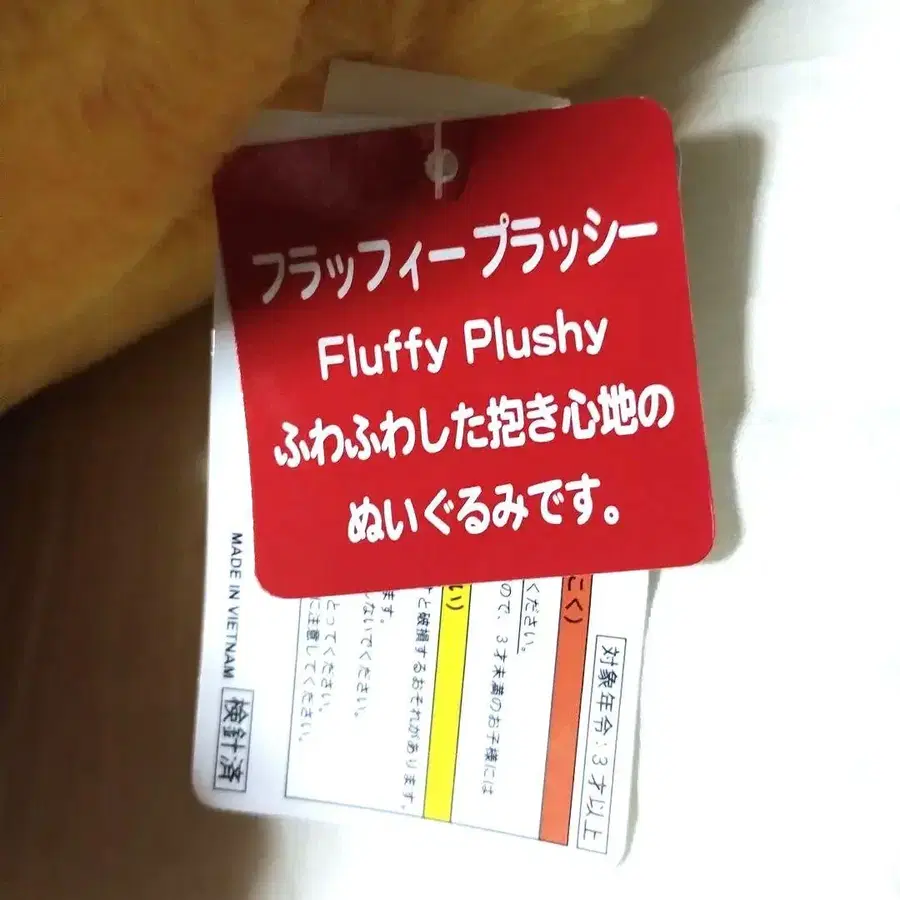 フラッフィープラッシー
Fluffy Plushy
ふわふわした抱き心地の
ぬいぐるみです。
対象年令:3才以上
こく)
ください。
ので、3才未満のお子様には
い)
と破損するおそれがあります。
ます。
しないでください。
とってください。
に注意してください。
MADE IN VIETNAM
検針済